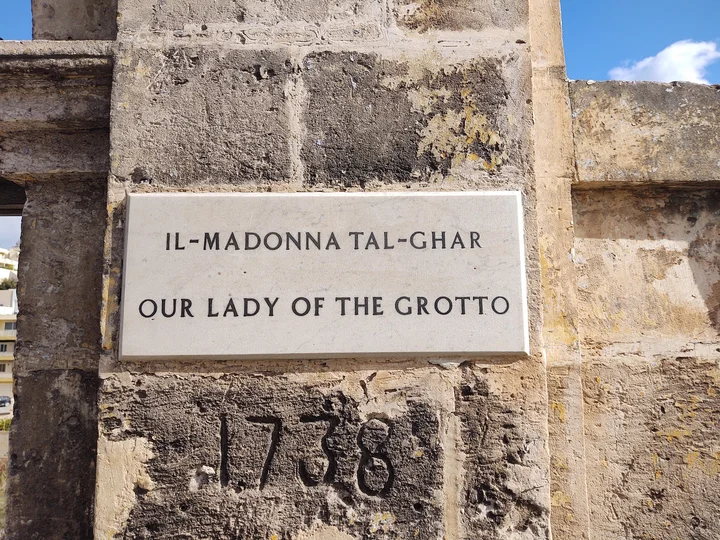 IL-MADONNA TAL-GHAR
OUR LADY OF THE GROTTO
1738